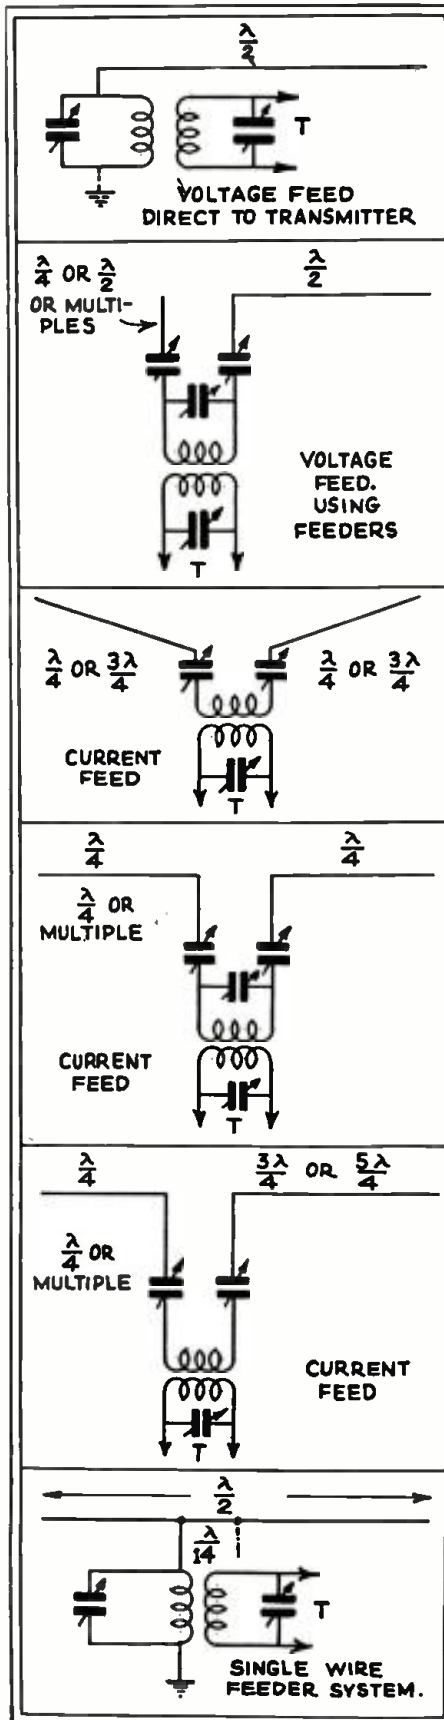 λ/2
T
VOLTAGE FEED
DIRECT TO TRANSMITTER
λ/4 OR λ/2
OR MULTI-
PLES
λ/2
VOLTAGE
FEED.
USING
FEEDERS
T
λ/4 OR 3λ/4
λ/4 OR 3λ/4
CURRENT
FEED
T
λ/4
λ/4
λ/4 OR
MULTIPLE
CURRENT
FEED
T
λ/4
3λ/4 OR 5λ/4
λ/4 OR
MULTIPLE
CURRENT
FEED
T
λ/2
λ/14
T
SINGLE WIRE
FEEDER SYSTEM.